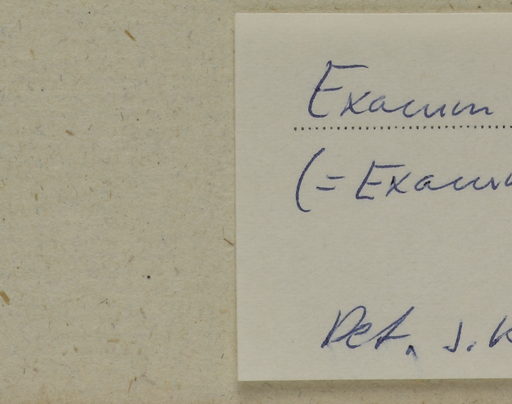 Exacum
(= Exacum
Det. J. K